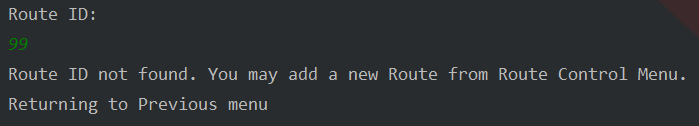 Route ID:
99
Route ID not found. You may add a new Route from Route Control Menu.
Returning to Previous menu